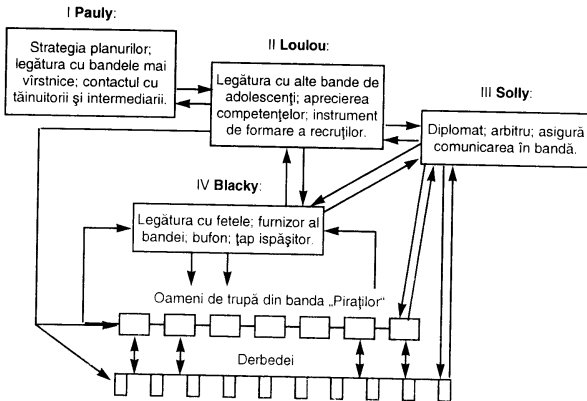 I Pauly:
Strategia planurilor;
legătura cu bandele mai
vîrstnice; contactul cu
tăinuitorii şi intermediarii.
II Loulou:
Legătura cu alte bande de
adolescenţi; aprecierea
competenţelor; instrument
de formare a recruţilor.
III Solly:
Diplomat; arbitru; asigură
comunicarea în bandă.
IV Blacky:
Legătura cu fetele; furnizor al
bandei; bufon; ţap ispăşitor.
Oameni de trupă din banda „Piraţilor“
Derbedei